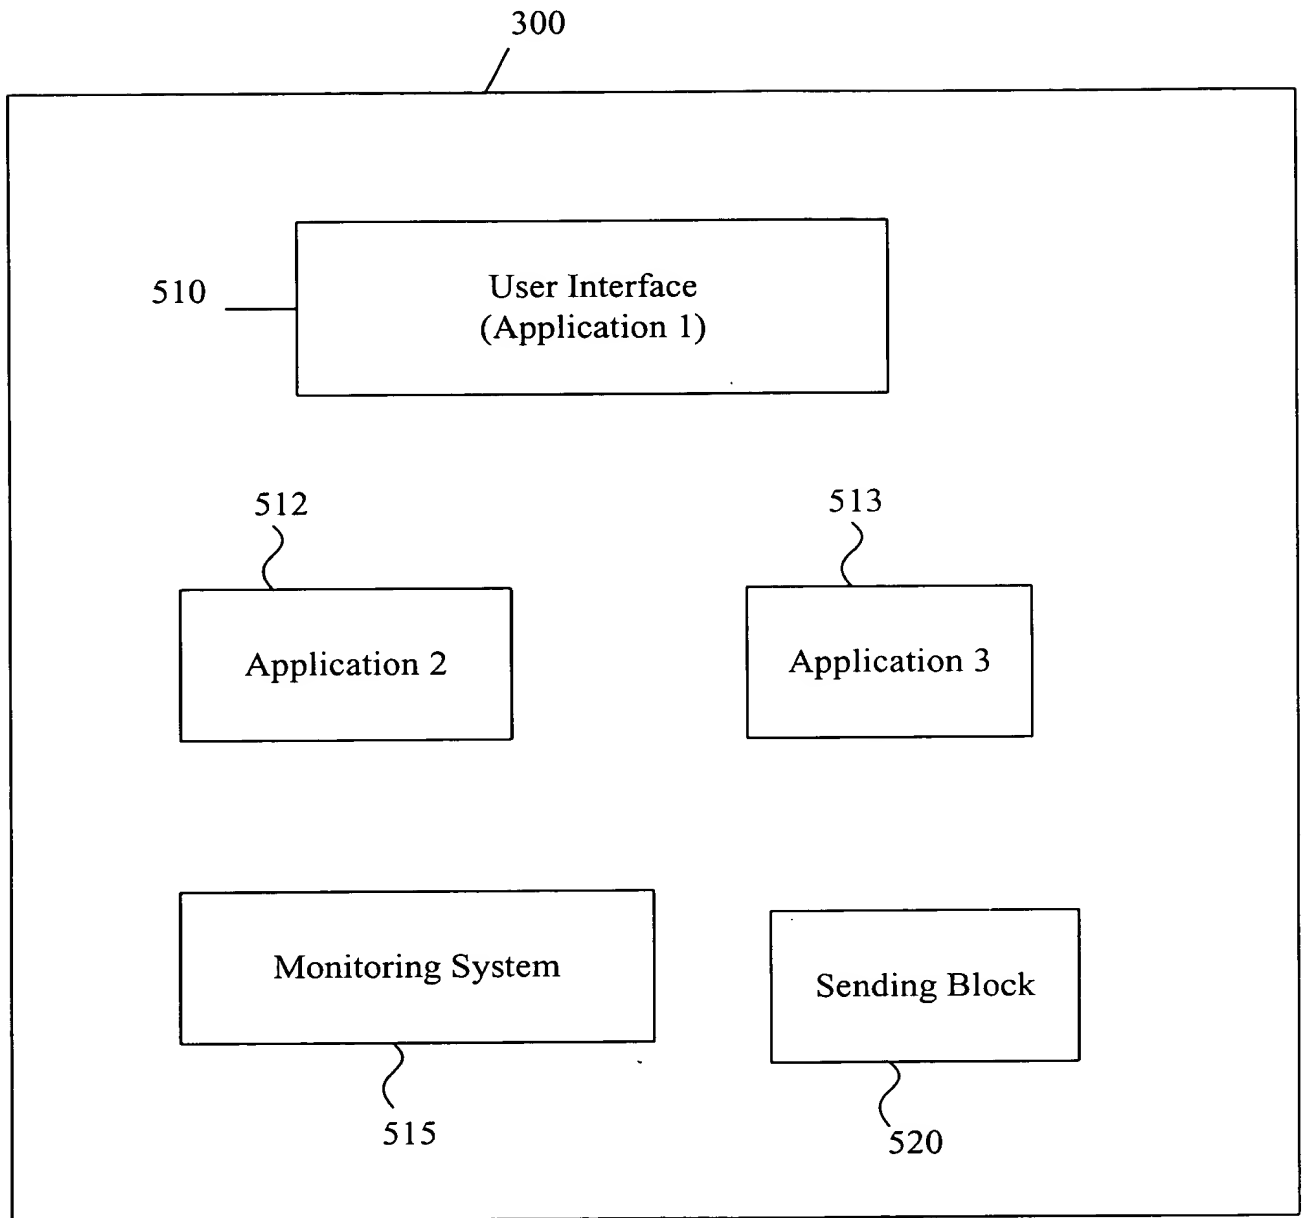 300
510
User Interface
(Application 1)
512
513
Application 2
Application 3
Monitoring System
Sending Block
515
520